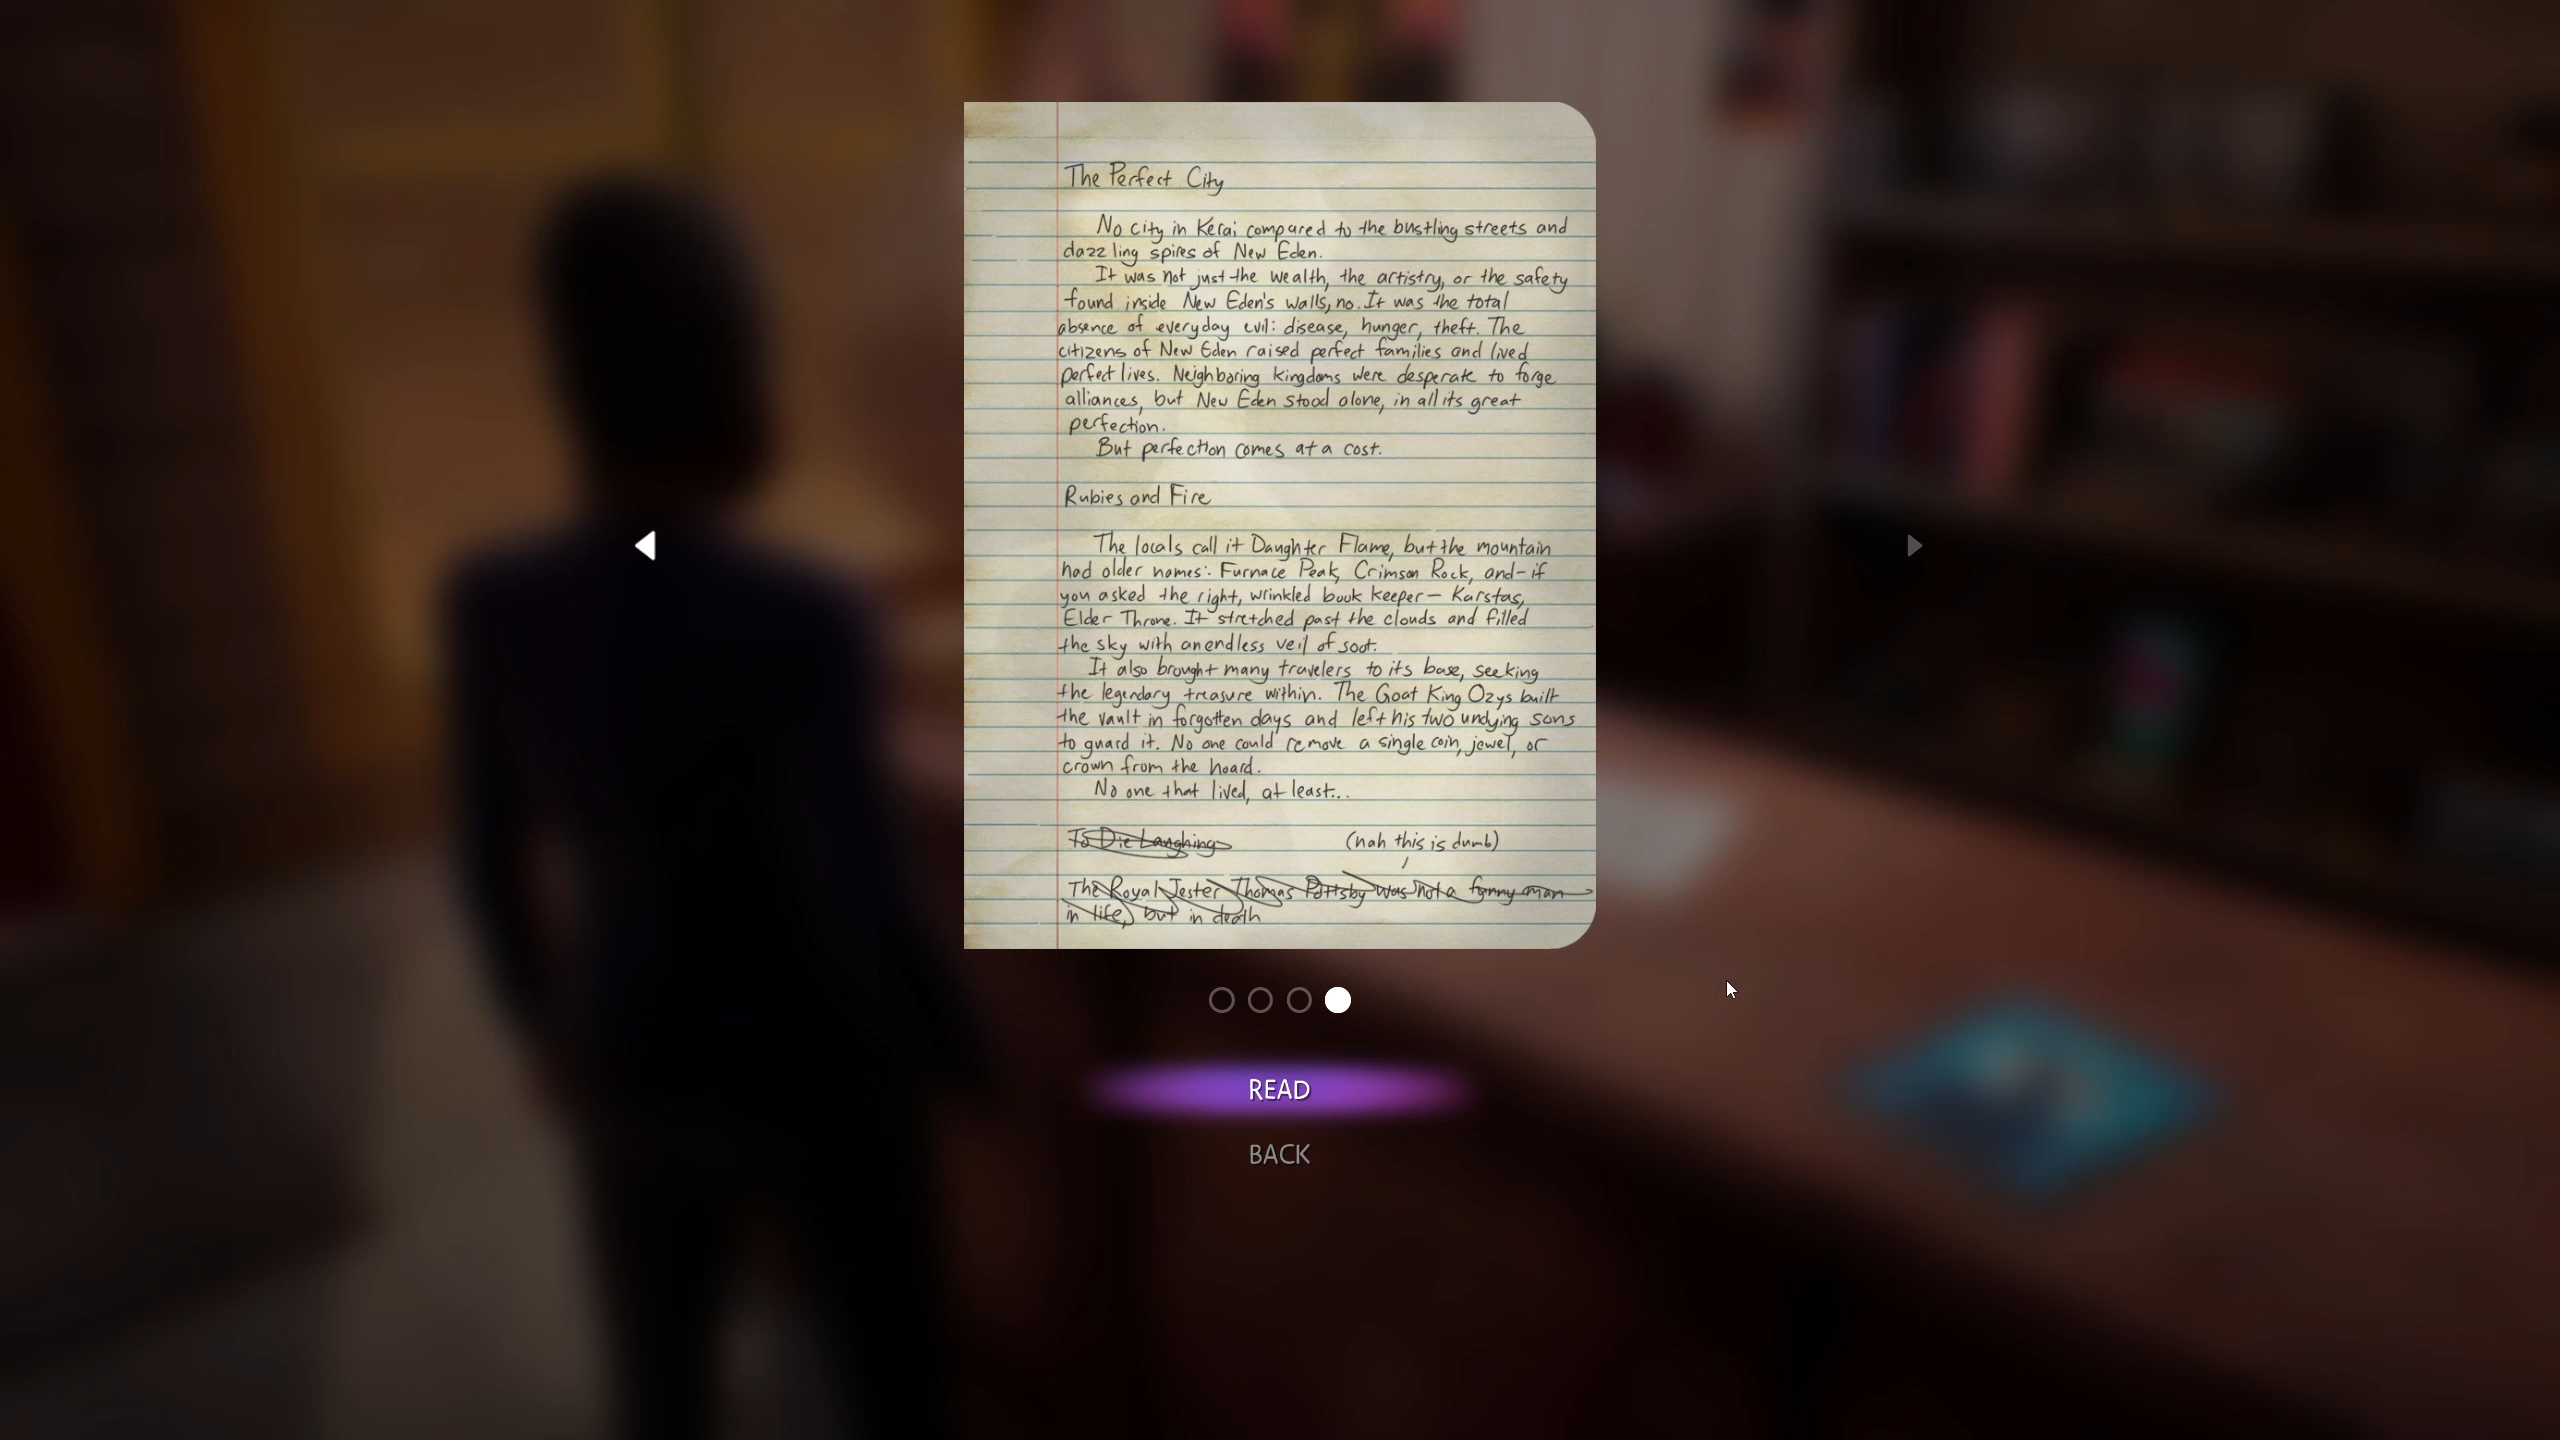 The Perfect City
No city in Kerai compared to the bustling streets and
dazzling spires of New Eden.
It was not just the wealth, the artistry, or the safety
found inside New Eden's walls, no. It was the total
absence of everyday evil: disease, hunger, theft. The
citizens of New Eden raised perfect families and lived
perfect lives. Neighboring kingdoms were desperate to forge
alliances, but New Eden stood alone, in all its great
perfection.
But perfection comes at a cost.
Rubies and Fire
The locals call it Daughter Flame, but the mountain
had older names: Furnace Peak, Crimson Rock, and-if
you asked the right, wrinkled book keeper— Karstas,
Elder Throne. It stretched past the clouds and filled
the sky with an endless veil of soot.
It also brought many travelers to its base, seeking
the legendary treasure within. The Goat King Ozys built
the vault in forgotten days and left his two undying sons
to guard it. No one could remove a single coin, jewel, or
crown from the hoard.
No one that lived, at least...
To Die Laughing (nah this is dumb)
The Royal Jester Thomas Pottsby was not a funny man
in life, but in death
READ
BACK